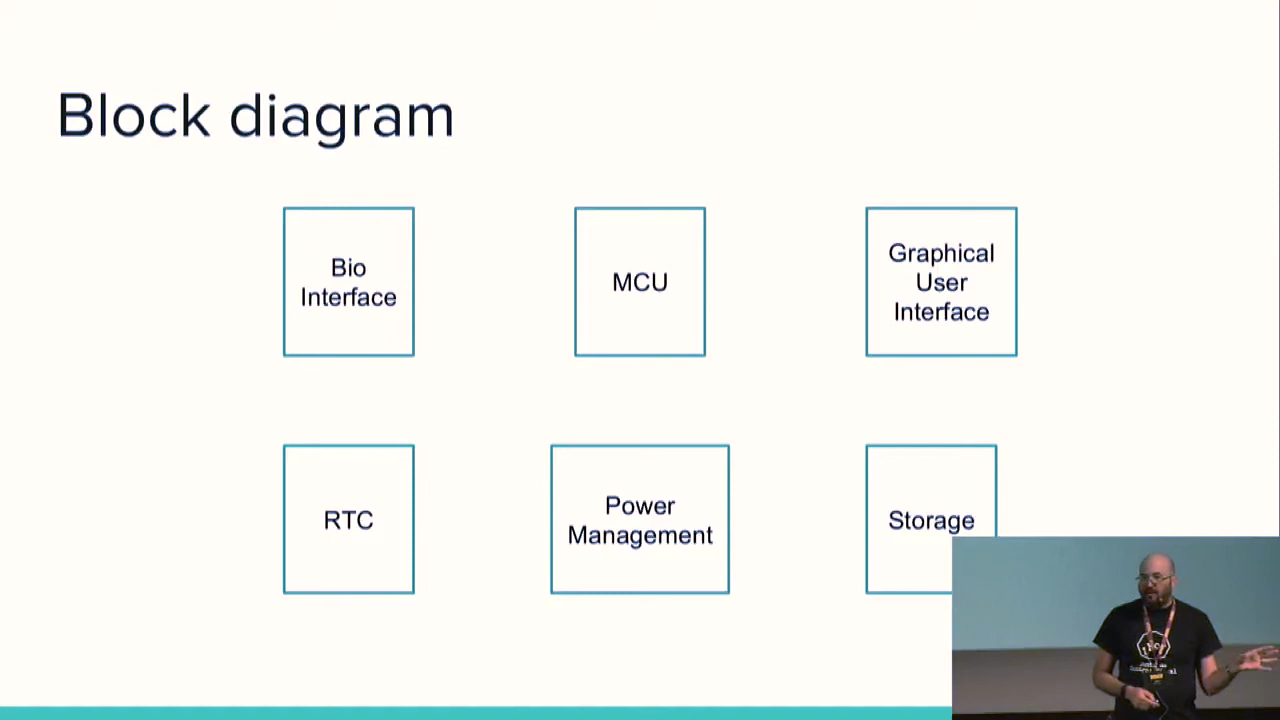 Block diagram
Bio
Interface
MCU
Graphical
User
Interface
RTC
Power
Management
Storage